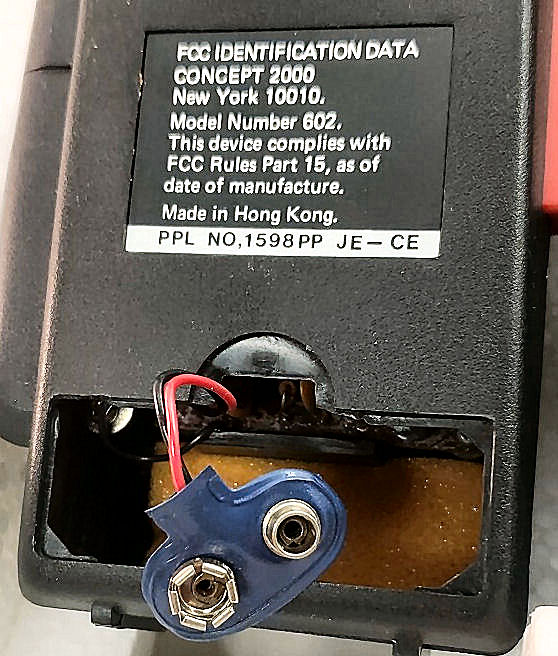 FCC IDENTIFICATION DATA
CONCEPT 2000
New York 10010.
Model Number 602.
This device complies with
FCC Rules Part 15, as of
date of manufacture.
Made in Hong Kong.
PPL NO,1598PP JE-CE